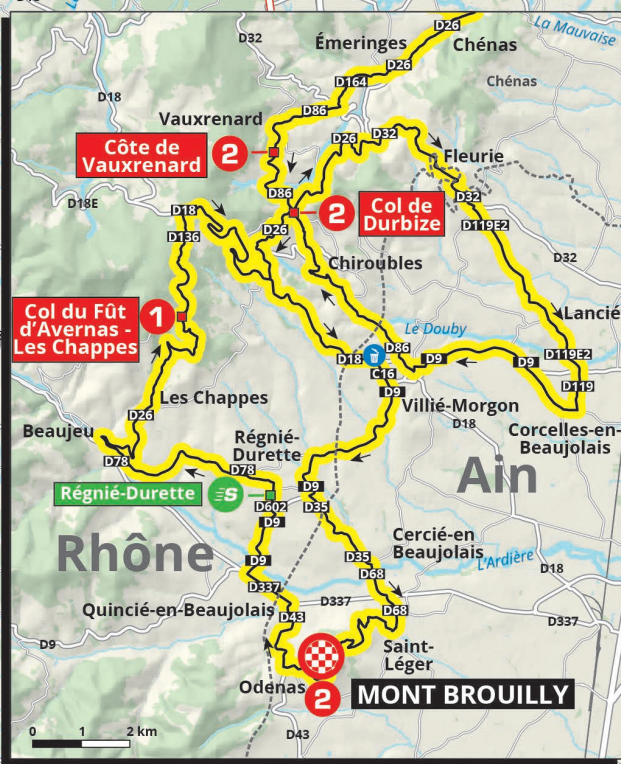 D26
La Mauvaise
D32
Émeringes
Chénas
D26
D164
Chénas
D18
D86
Vauxrenard
D26
D32
Côte de
Vauxrenard
2
Fleurie
D86
D32
D18E
D18
2
Col de
Durbize
D119E2
D136
D26
D32
Chiroubles
Col du Fût
d'Avernas -
Les Chappes
1
Lancié
Le Douby
D86
D18
D9
D9
D119E2
C16
D119
D9
Les Chappes
Villié-Morgon
D26
D18
Corcelles-en-
Beaujolais
Beaujeu
Régnié-
Durette
D78
D78
Ain
Régnié-Durette
S
D9
D602
D35
D9
Rhône
Cercié-en
Beaujolais
D35
L'Ardière
D9
D68
D18
D337
Quincié-en-Beaujolais
D337
D43
D68
D337
D9
Saint-
Léger
Odenas
2
MONT BROUILLY
0 1 2 km
D43